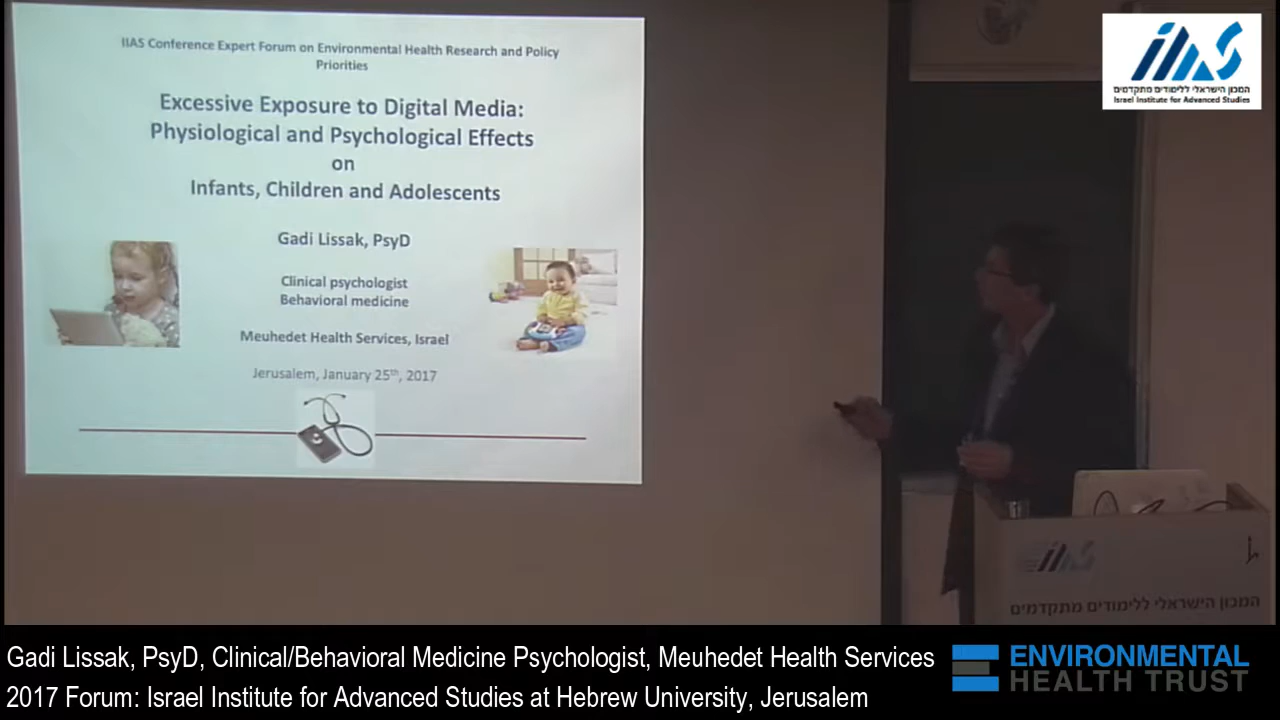 IIAS Conference Expert Forum on Environmental Health Research and Policy
Priorities
Excessive Exposure to Digital Media:
Physiological and Psychological Effects
on
Infants, Children and Adolescents
Gadi Lissak, PsyD
Clinical psychologist
Behavioral medicine
Meuhedet Health Services, Israel
Jerusalem, January 25th, 2017
IIAS
המכון הישראלי ללימודים מתקדמים
Israel Institute for Advanced Studies
IIAS
המכון הישראלי ללימודים מתקדמים
Gadi Lissak, PsyD, Clinical/Behavioral Medicine Psychologist, Meuhedet Health Services
2017 Forum: Israel Institute for Advanced Studies at Hebrew University, Jerusalem
ENVIRONMENTAL
HEALTH TRUST